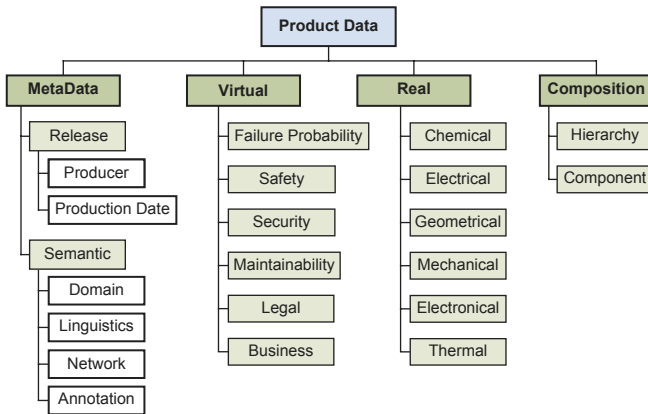 Product Data
MetaData
Release
Producer
Production Date
Semantic
Domain
Linguistics
Network
Annotation
Virtual
Failure Probability
Safety
Security
Maintainability
Legal
Business
Real
Chemical
Electrical
Geometrical
Mechanical
Electronical
Thermal
Composition
Hierarchy
Component